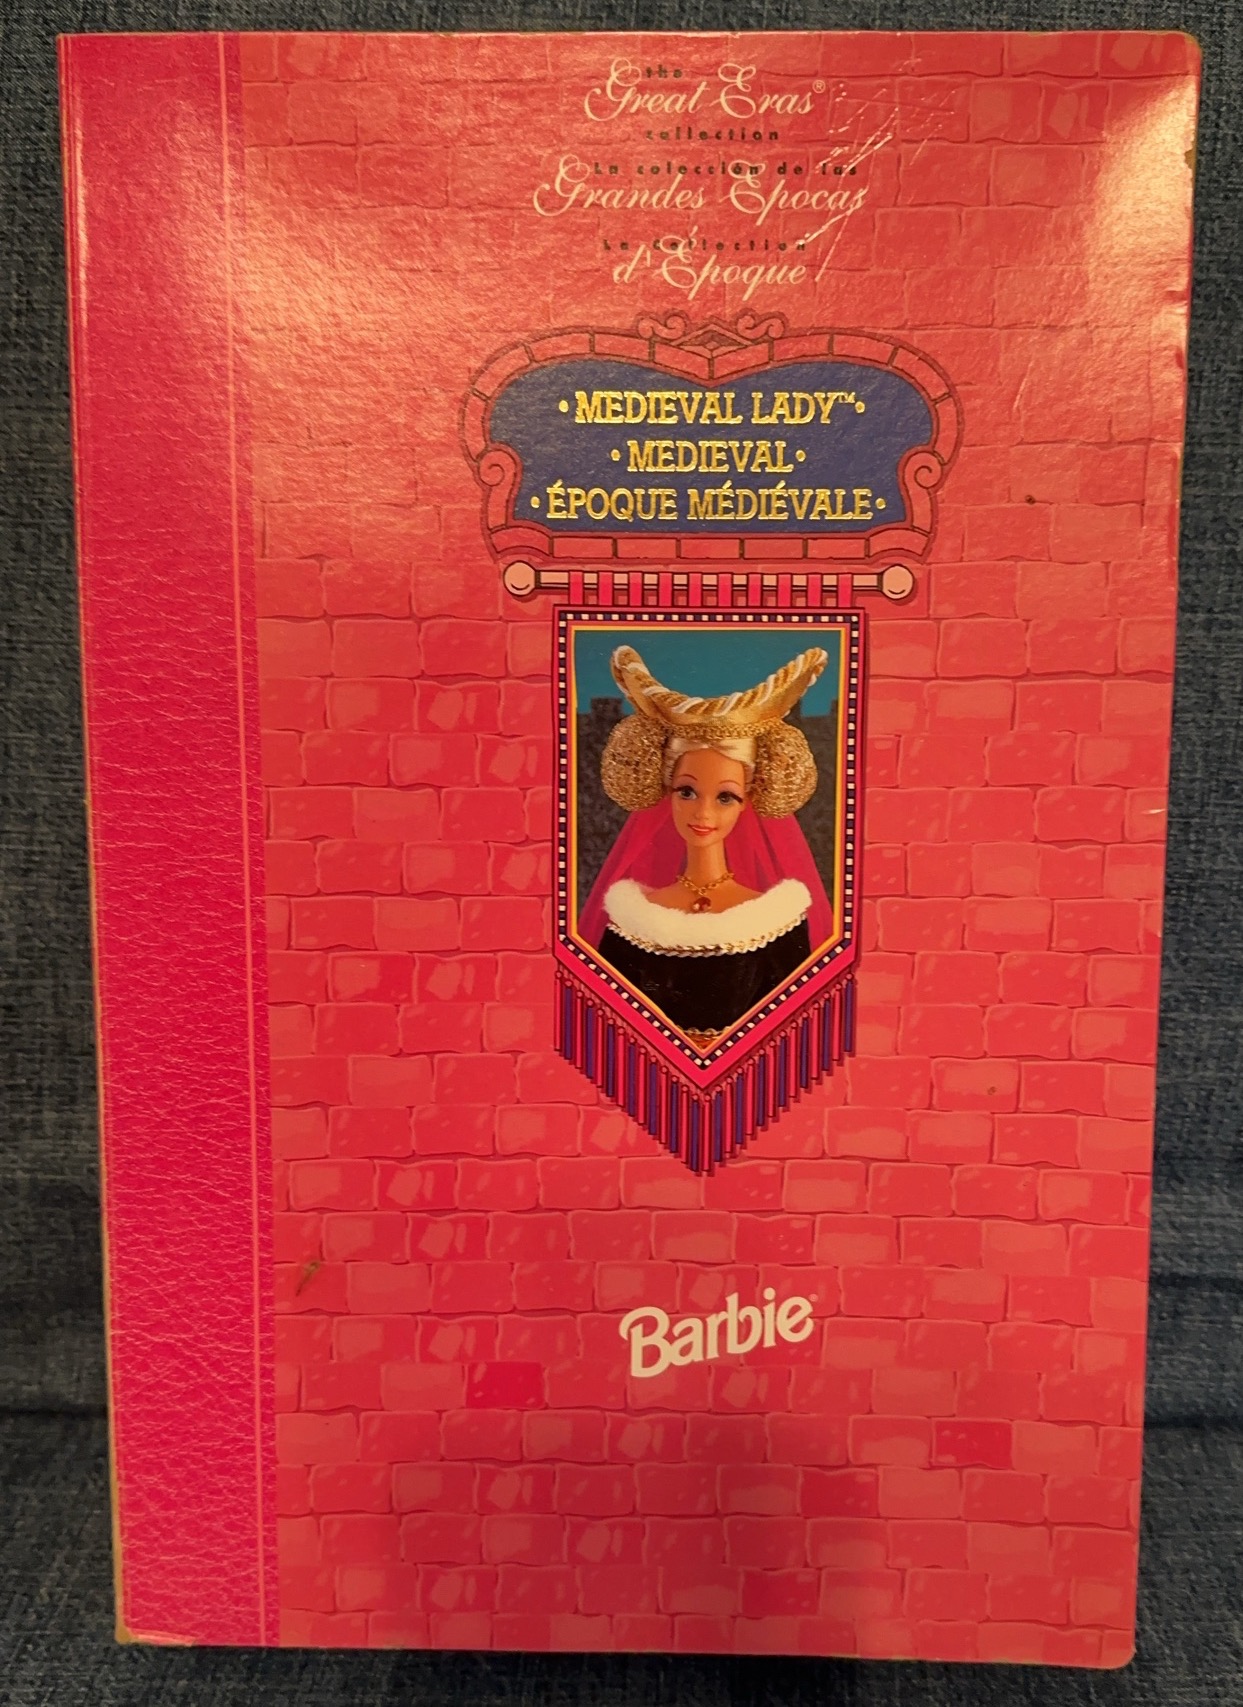 the
Great Eras®
collection
La colección de las
Grandes Épocas
La Collection
d'Époque
•MEDIEVAL LADY™•
•MEDIEVAL•
•ÉPOQUE MÉDIÉVALE•
Barbie